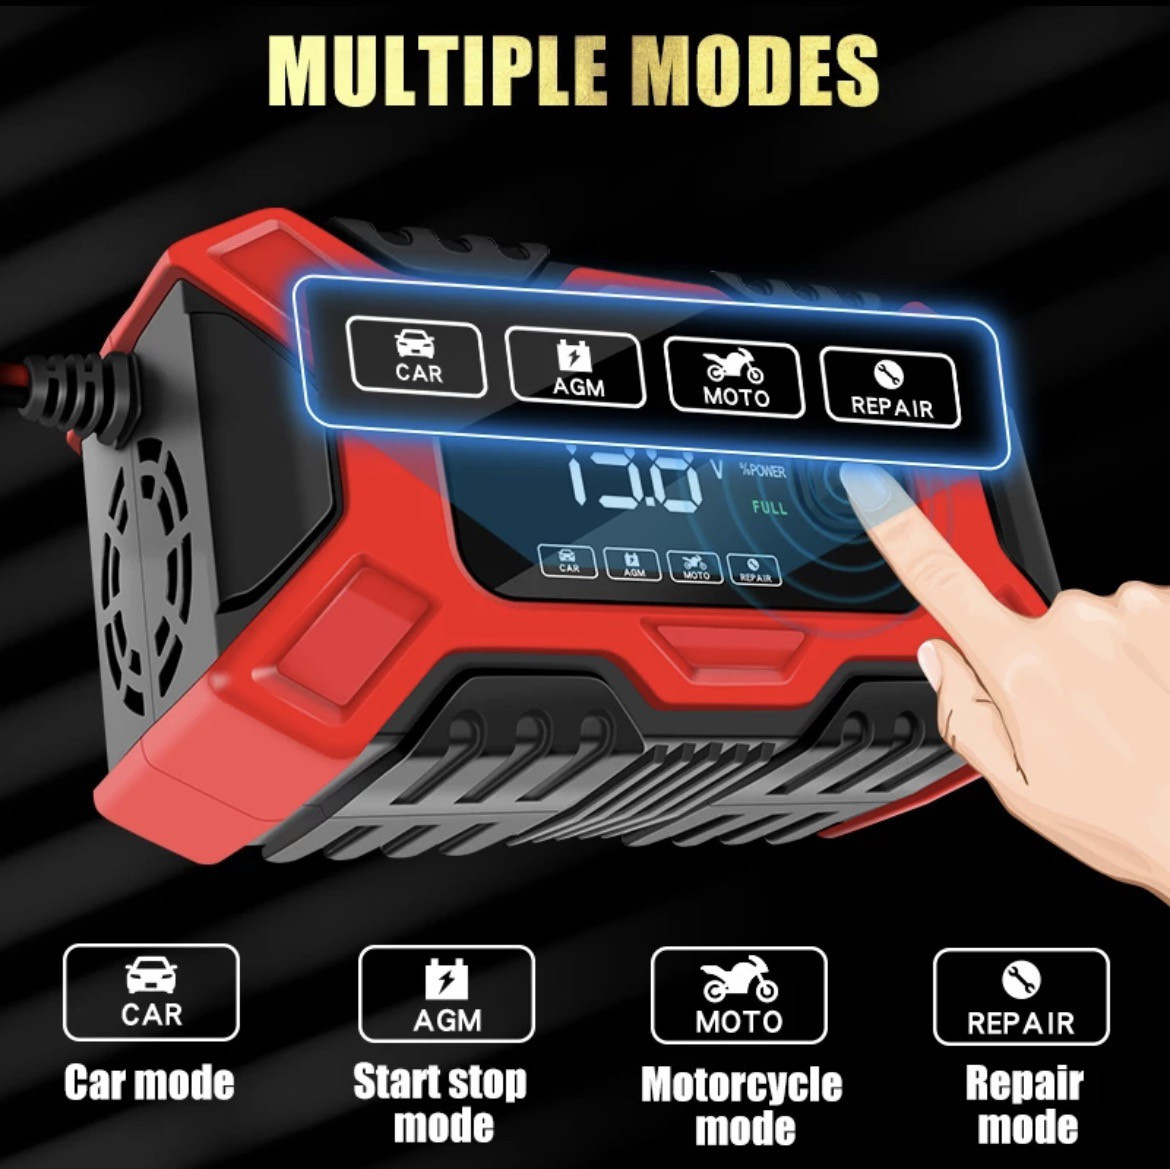 MULTIPLE MODES
CAR AGM MOTO REPAIR
V %POWER
FULL
CAR AGM MOTO REPAIR
CAR AGM MOTO REPAIR
Car mode Start stop mode Motorcycle mode Repair mode